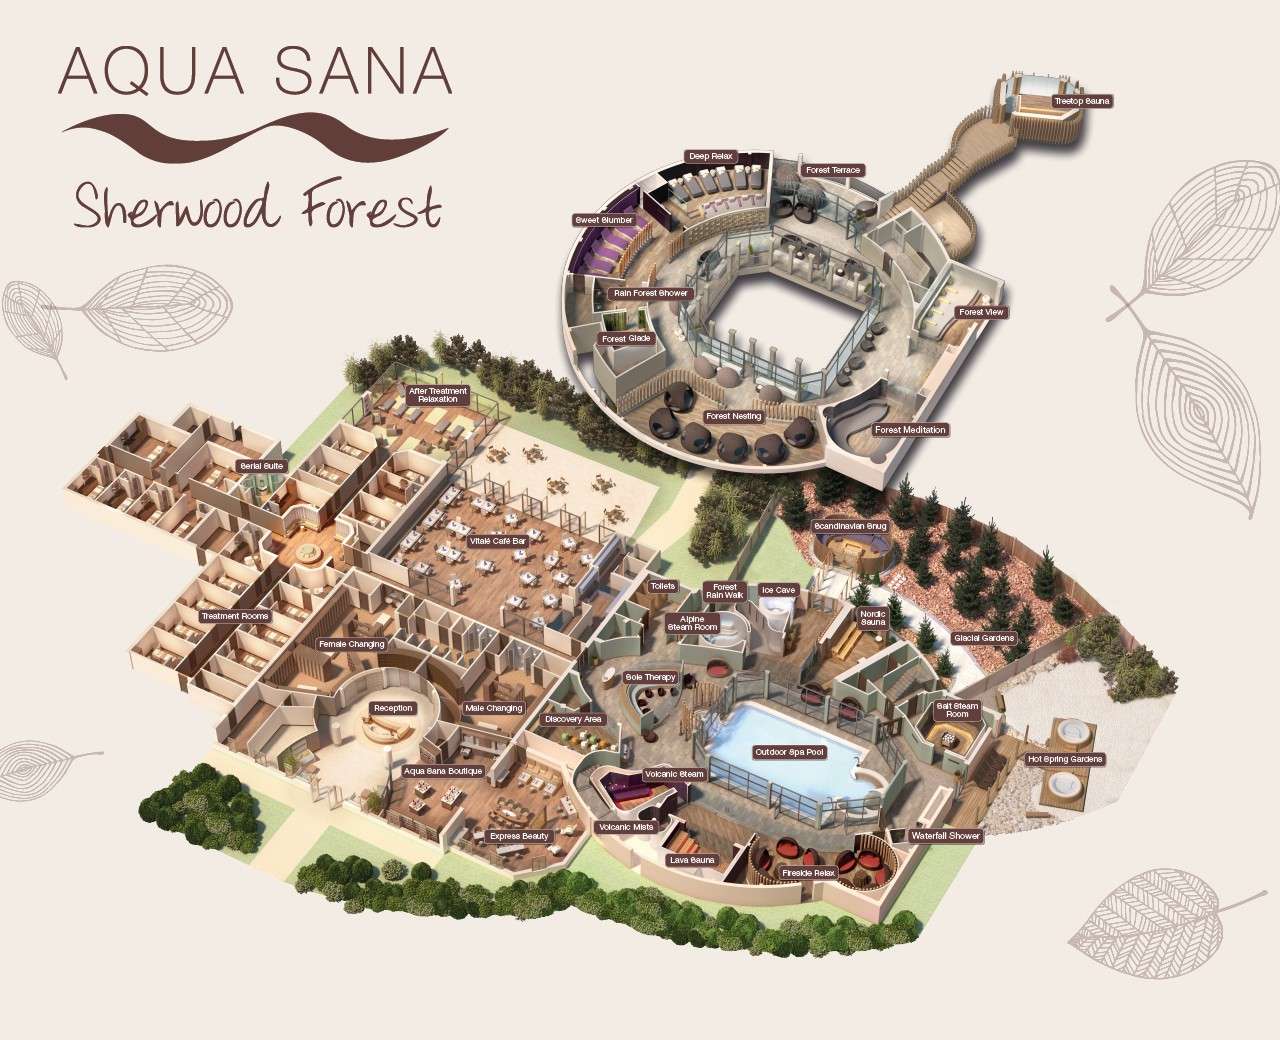 AQUA SANA
Sherwood Forest
Treetop Sauna
Deep Relax
Forest Terrace
Sweet Slumber
Rain Forest Shower
Forest View
Forest Glade
Forest Nesting
Forest Meditation
After Treatment
Relaxation
Serial Suite
Vitalé Café Bar
Scandinavian Snug
Toilets
Forest
Rain Walk
Ice Cave
Treatment Rooms
Alpine
Steam Room
Nordic
Sauna
Glacial Gardens
Female Changing
Sole Therapy
Reception
Male Changing
Discovery Area
Salt Steam
Room
Outdoor Spa Pool
Hot Spring Gardens
Aqua Sana Boutique
Volcanic Steam
Volcanic Mists
Express Beauty
Waterfall Shower
Lava Sauna
Fireside Relax